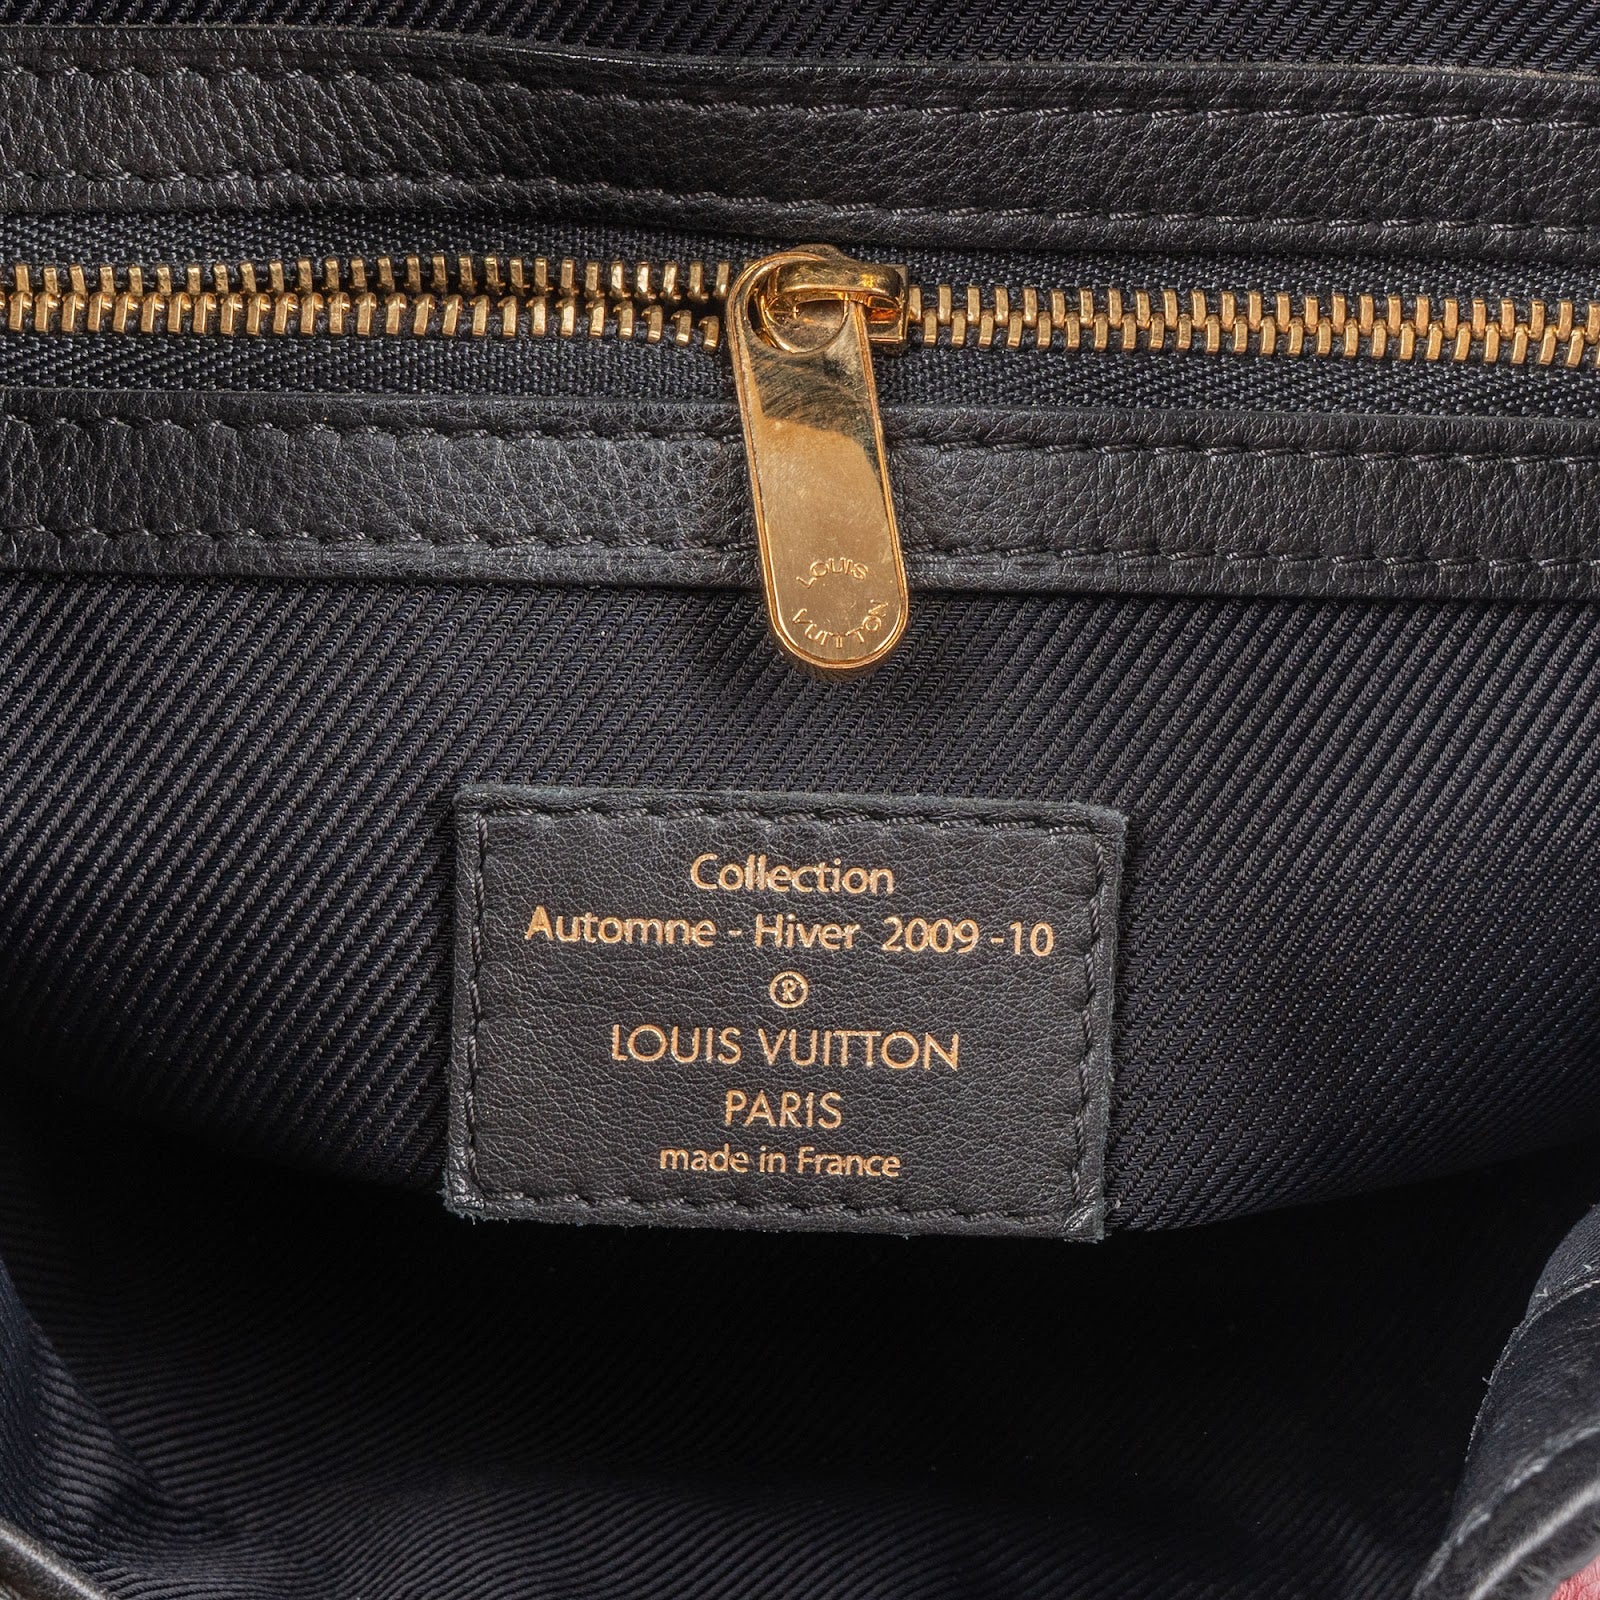 LOUIS
VUITTON
Collection
Automne - Hiver 2009 -10
®
LOUIS VUITTON
PARIS
made in France